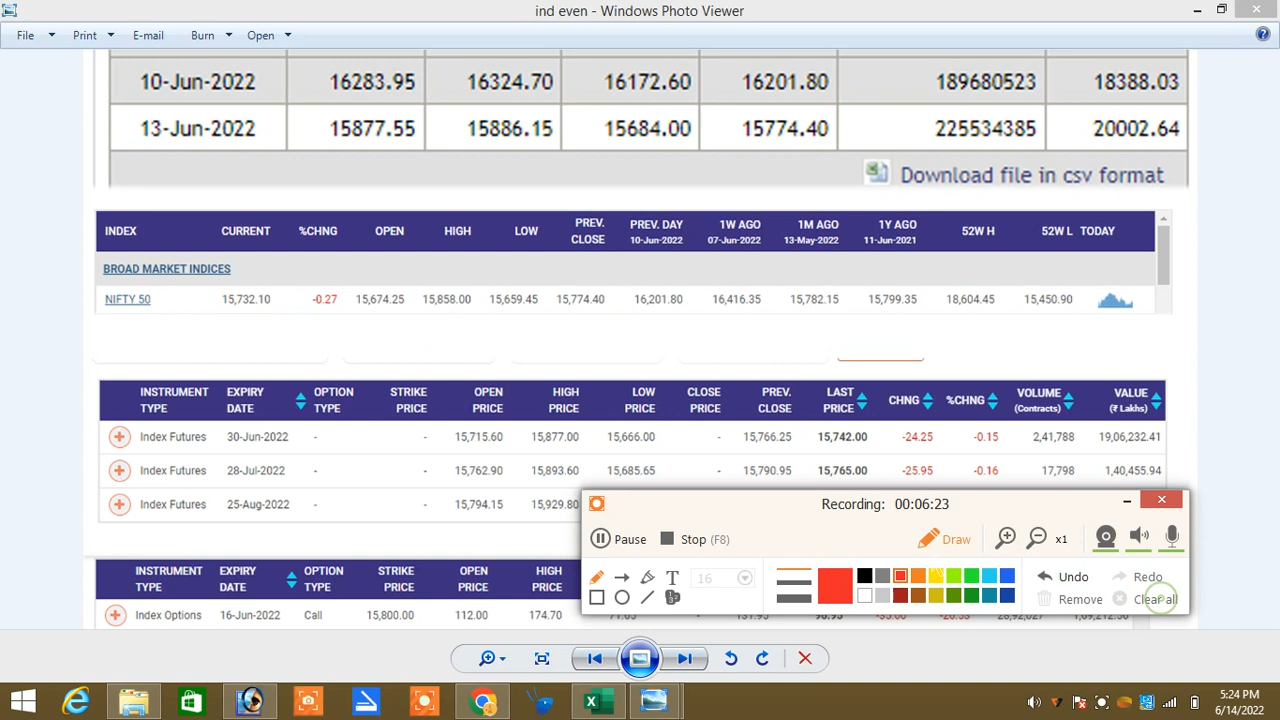 ind even - Windows Photo Viewer
File Print E-mail Burn Open
10-Jun-2022 16283.95 16324.70 16172.60 16201.80 189680523 18388.03
13-Jun-2022 15877.55 15886.15 15684.00 15774.40 225534385 20002.64
Download file in csv format
INDEX CURRENT %CHNG OPEN HIGH LOW PREV. CLOSE PREV. DAY 10-Jun-2022 1W AGO 07-Jun-2022 1M AGO 13-May-2022 1Y AGO 11-Jun-2021 52W H 52W L TODAY
BROAD MARKET INDICES
NIFTY 50 15,732.10 -0.27 15,674.25 15,858.00 15,659.45 15,774.40 16,201.80 16,416.35 15,782.15 15,799.35 18,604.45 15,450.90
INSTRUMENT TYPE EXPIRY DATE OPTION TYPE STRIKE PRICE OPEN PRICE HIGH PRICE LOW PRICE CLOSE PRICE PREV. CLOSE LAST PRICE CHNG %CHNG VOLUME (Contracts) VALUE (₹ Lakhs)
Index Futures 30-Jun-2022 - - 15,715.60 15,877.00 15,666.00 - 15,766.25 15,742.00 -24.25 -0.15 2,41,788 19,06,232.41
Index Futures 28-Jul-2022 - - 15,762.90 15,893.60 15,685.65 - 15,790.95 15,765.00 -25.95 -0.16 17,798 1,40,455.94
Index Futures 25-Aug-2022 - - 15,794.15 15,929.80
Recording: 00:06:23
Pause Stop (F8) Draw x1
T 16 Undo Redo
Remove Clear all
INSTRUMENT TYPE EXPIRY DATE OPTION TYPE STRIKE PRICE OPEN PRICE HIGH PRICE
Index Options 16-Jun-2022 Call 15,800.00 112.00 174.70
5:24 PM
6/14/2022